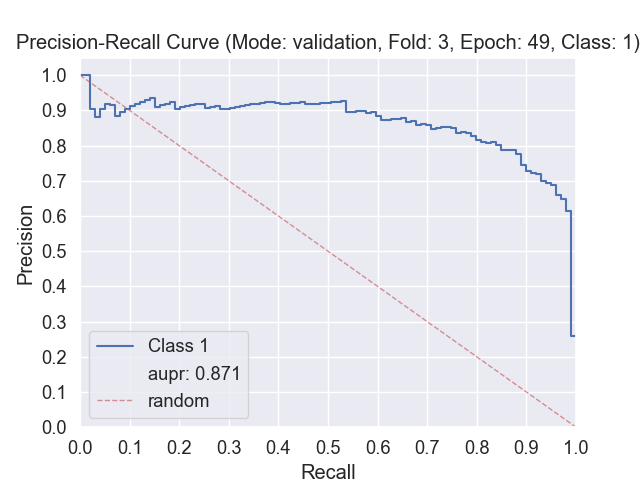 Precision-Recall Curve (Mode: validation, Fold: 3, Epoch: 49, Class: 1)
1.0
0.9
0.8
0.7
0.6
0.5
0.4
0.3
0.2
0.1
0.0
Precision
Class 1
aupr: 0.871
random
0.0 0.1 0.2 0.3 0.4 0.5 0.6 0.7 0.8 0.9 1.0
Recall